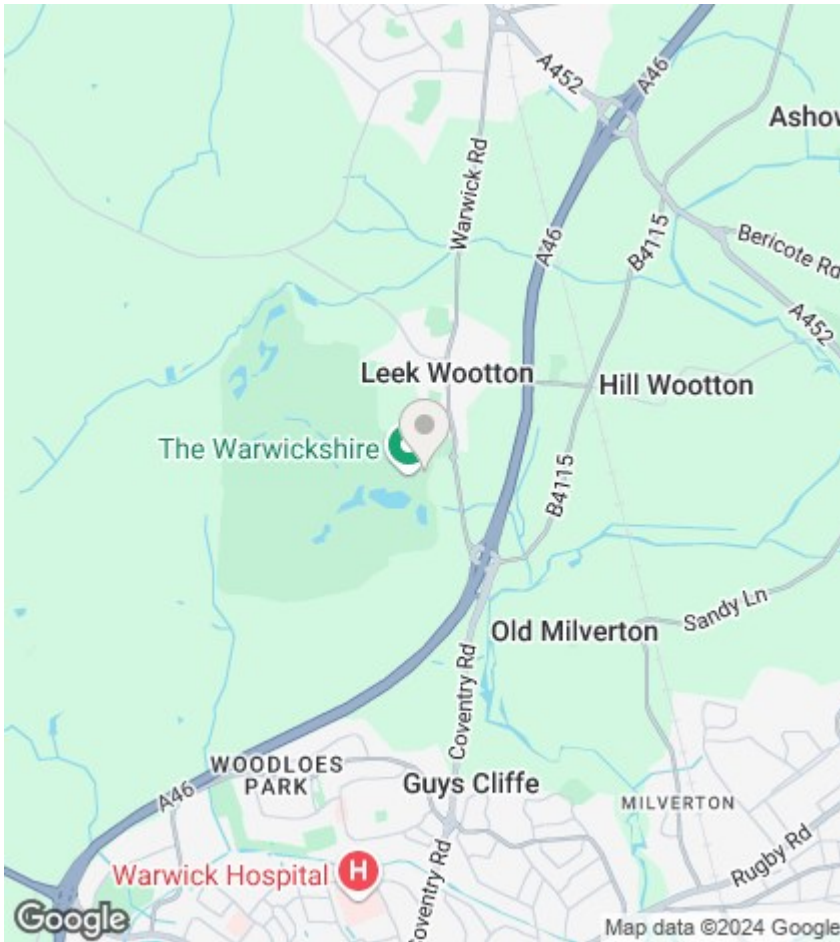 A452
A46
Ashow
Warwick Rd
A46
B4115
Bericote Rd
A452
Leek Wootton
Hill Wootton
The Warwickshire
B4115
Sandy Ln
Old Milverton
Coventry Rd
WOODLOES
PARK
Guys Cliffe
A46
MILVERTON
Rugby Rd
Warwick Hospital
H
Coventry Rd
Google
Map data ©2024 Google